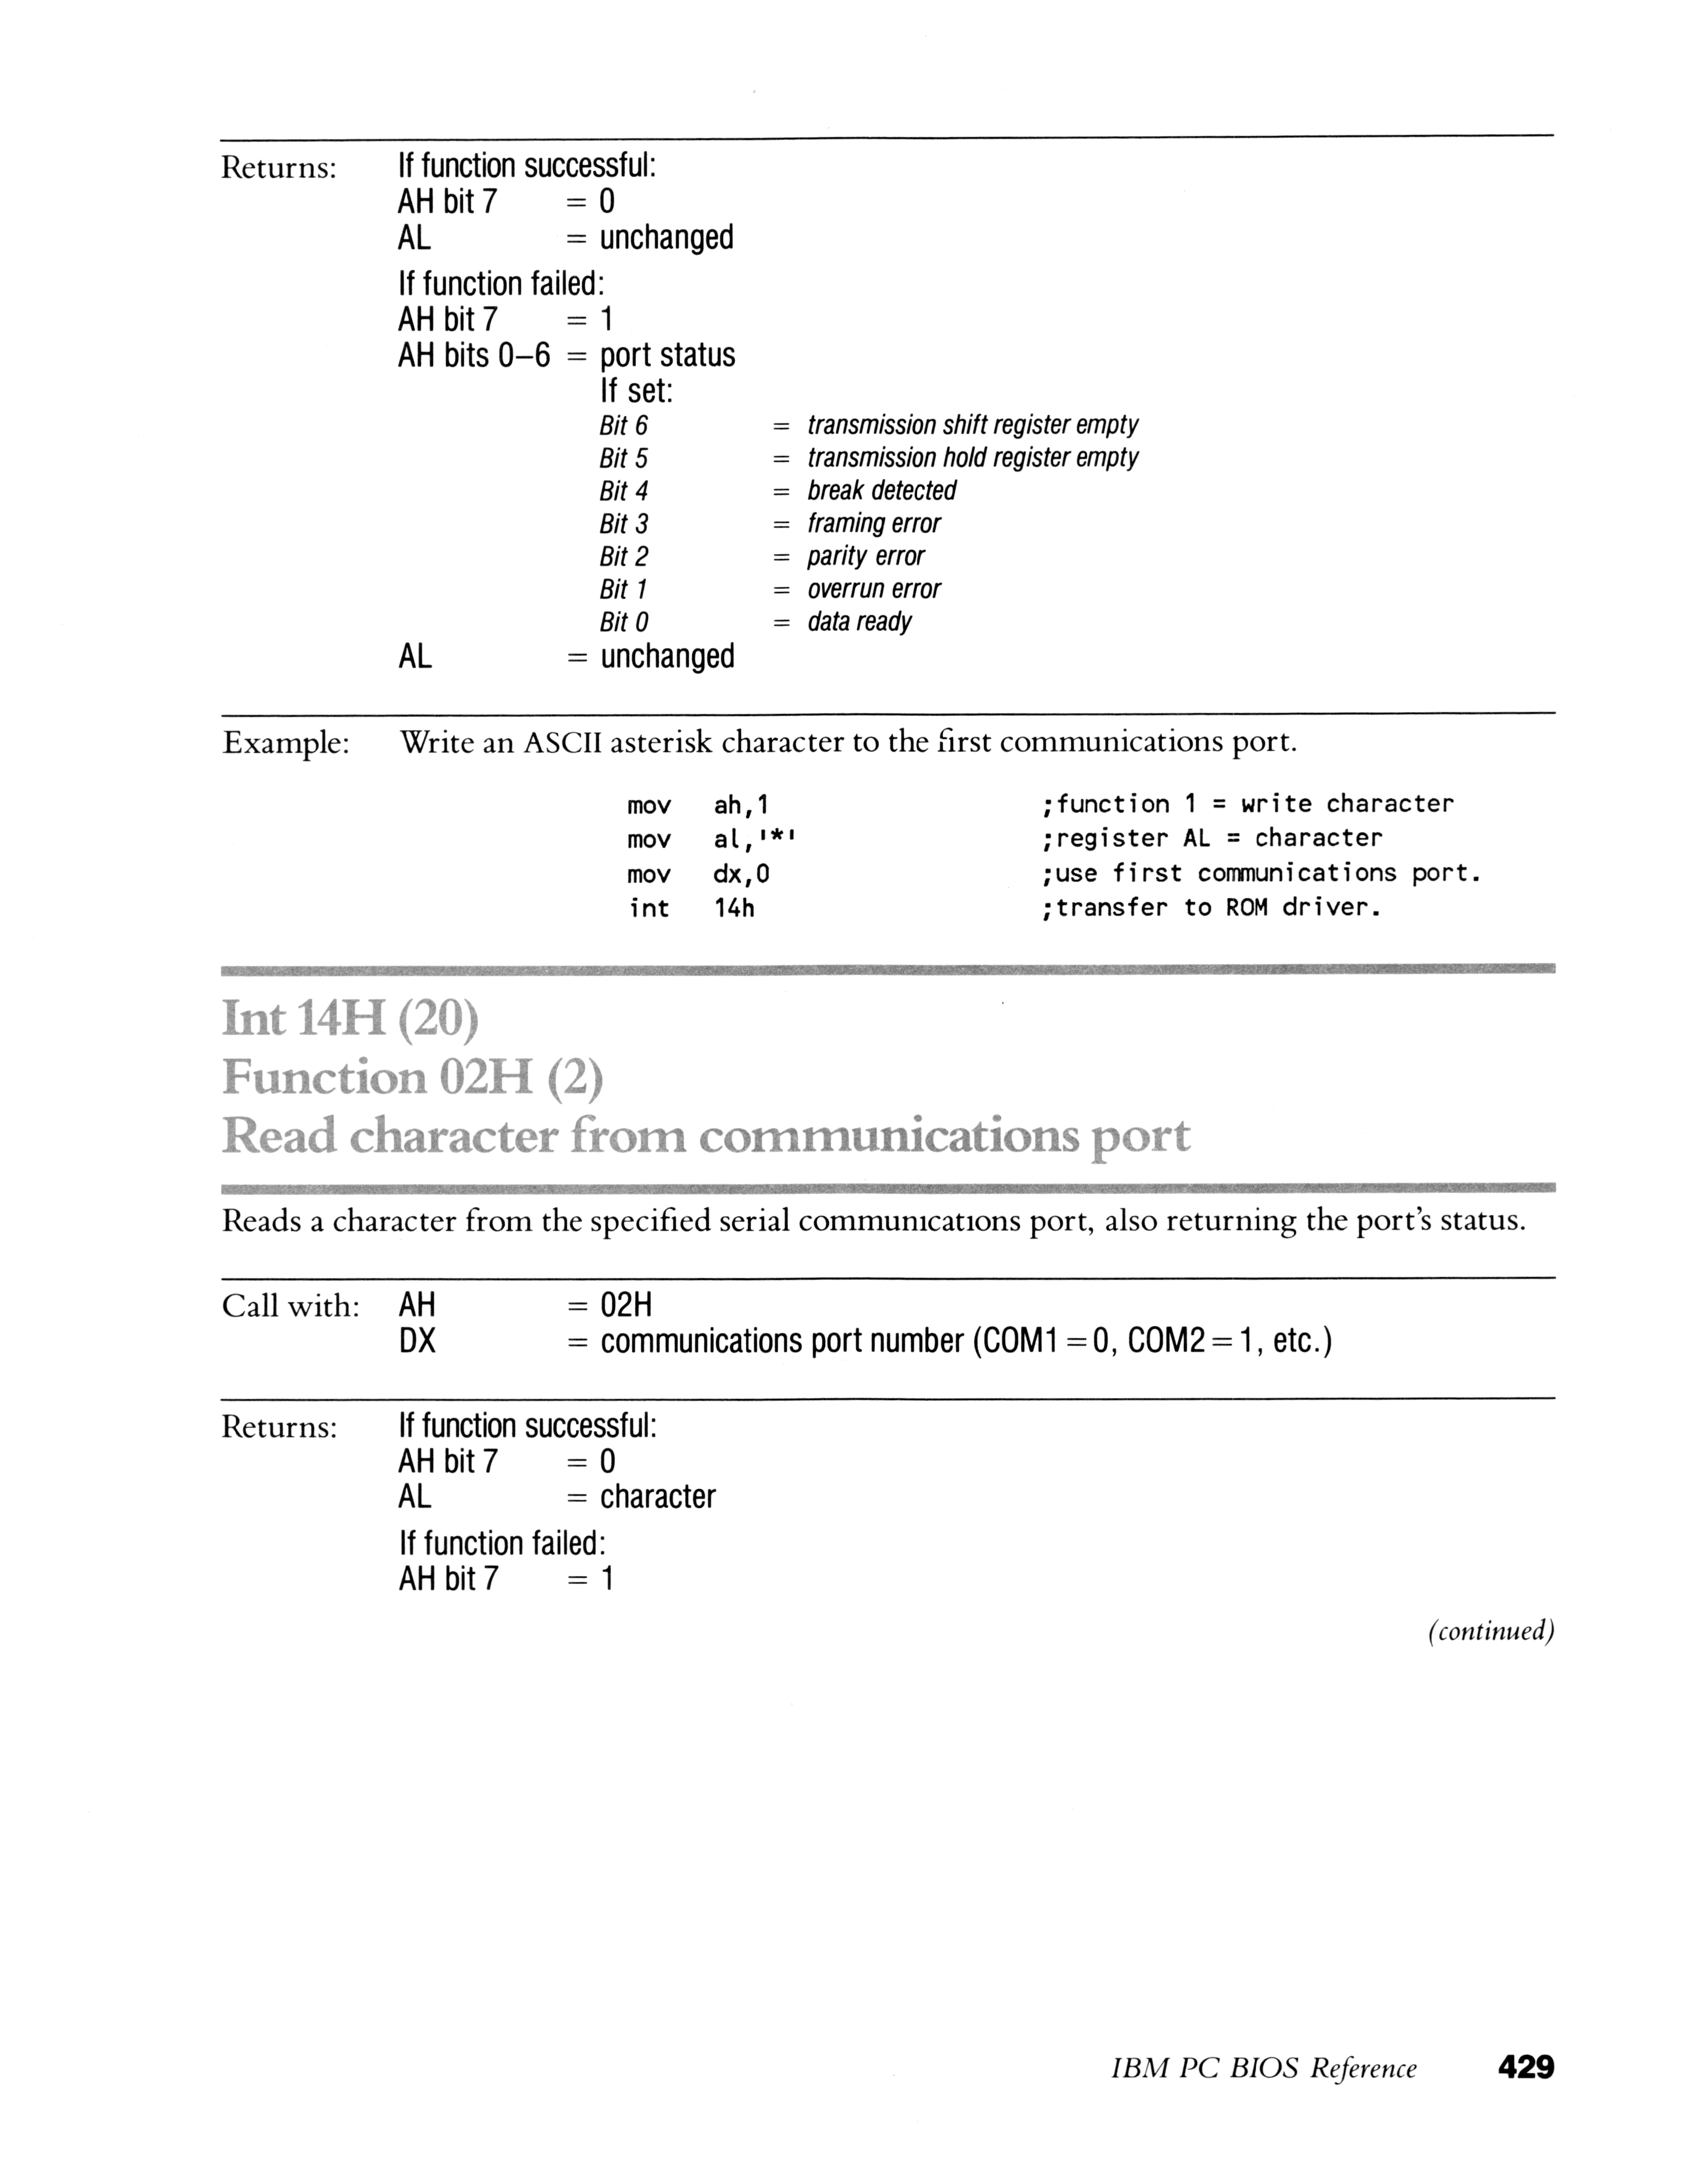 Returns: If function successful:
AH bit 7 = 0
AL = unchanged
If function failed:
AH bit 7 = 1
AH bits 0–6 = port status
If set:
Bit 6 = transmission shift register empty
Bit 5 = transmission hold register empty
Bit 4 = break detected
Bit 3 = framing error
Bit 2 = parity error
Bit 1 = overrun error
Bit 0 = data ready
AL = unchanged
Example: Write an ASCII asterisk character to the first communications port.
mov ah,1 ;function 1 = write character
mov al,'*' ;register AL = character
mov dx,0 ;use first communications port.
int 14h ;transfer to ROM driver.
Int 14H (20)
Function 02H (2)
Read character from communications port
Reads a character from the specified serial communications port, also returning the port's status.
Call with: AH = 02H
DX = communications port number (COM1 = 0, COM2 = 1, etc.)
Returns: If function successful:
AH bit 7 = 0
AL = character
If function failed:
AH bit 7 = 1
(continued)
IBM PC BIOS Reference 429